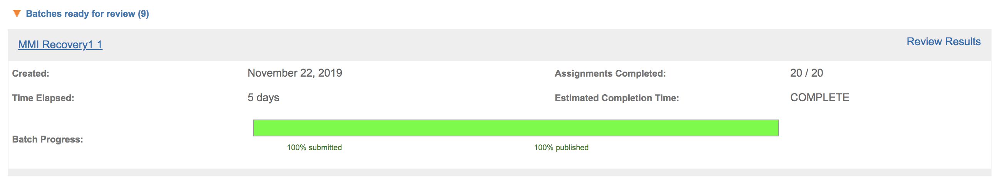 Batches ready for review (9)
MMI Recovery1 1
Review Results
Created: November 22, 2019 Assignments Completed: 20 / 20
Time Elapsed: 5 days Estimated Completion Time: COMPLETE
Batch Progress:
100% submitted 100% published